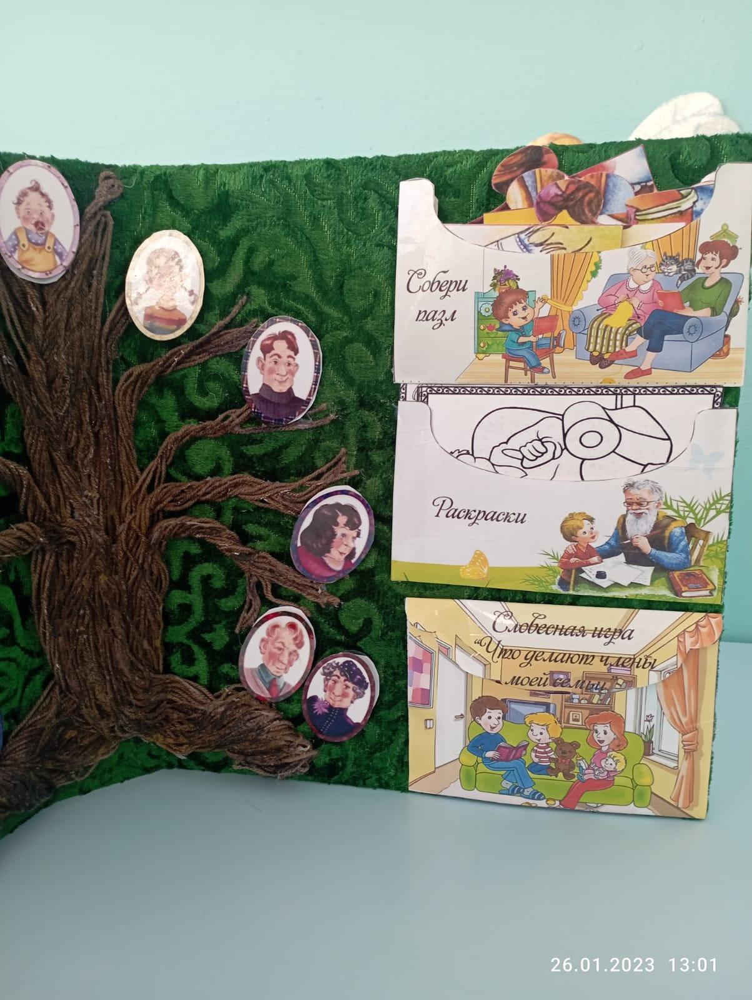 Собери
пазл
Раскраски
Словесная игра
“Что делают члены
моей семьи”
26.01.2023 13:01